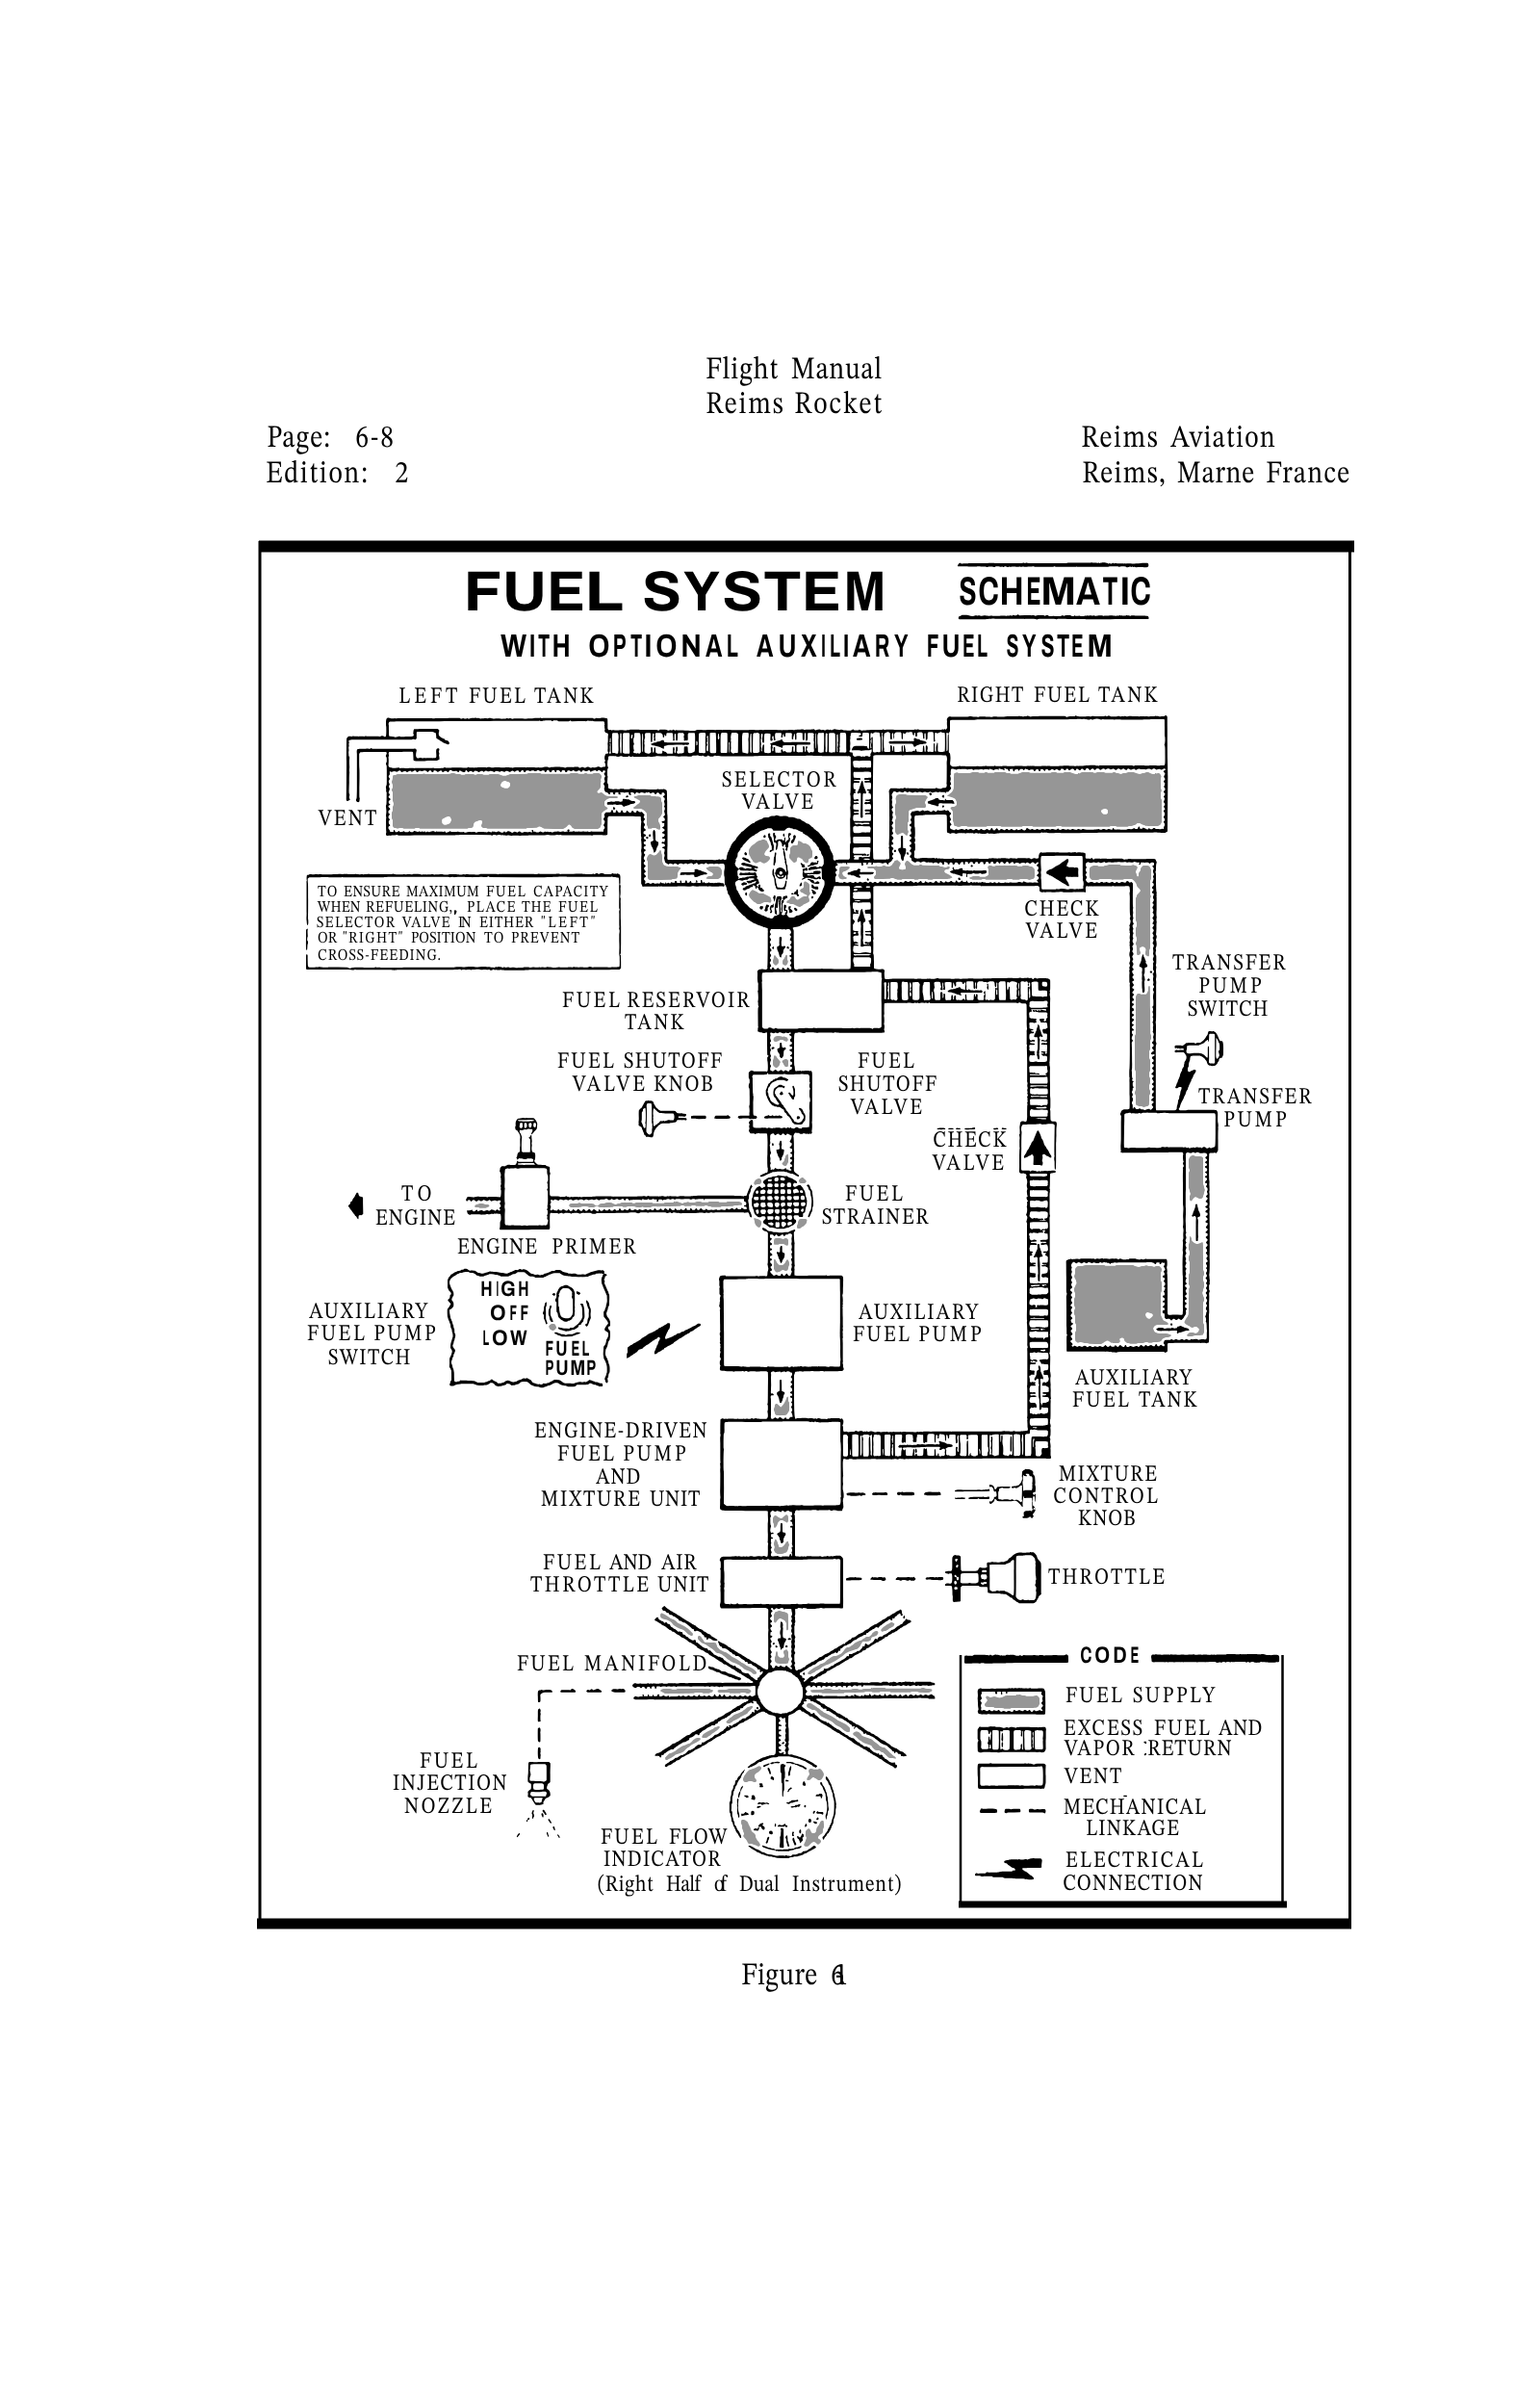 Flight Manual
Reims Rocket
Page: 6-8
Edition: 2
Reims Aviation
Reims, Marne France
FUEL SYSTEM SCHEMATIC
WITH OPTIONAL AUXILIARY FUEL SYSTEM
LEFT FUEL TANK
RIGHT FUEL TANK
VENT
SELECTOR
VALVE
TO ENSURE MAXIMUM FUEL CAPACITY
WHEN REFUELING,, PLACE THE FUEL
SELECTOR VALVE IN EITHER "LEFT"
OR "RIGHT" POSITION TO PREVENT
CROSS-FEEDING.
CHECK
VALVE
TRANSFER
PUMP
SWITCH
FUEL RESERVOIR
TANK
FUEL SHUTOFF
VALVE KNOB
FUEL
SHUTOFF
VALVE
TRANSFER
PUMP
CHECK
VALVE
TO
ENGINE
ENGINE PRIMER
FUEL
STRAINER
AUXILIARY
FUEL PUMP
SWITCH
HIGH
OFF
LOW
FUEL
PUMP
AUXILIARY
FUEL PUMP
AUXILIARY
FUEL TANK
ENGINE-DRIVEN
FUEL PUMP
AND
MIXTURE UNIT
MIXTURE
CONTROL
KNOB
FUEL AND AIR
THROTTLE UNIT
THROTTLE
FUEL MANIFOLD
FUEL
INJECTION
NOZZLE
FUEL FLOW
INDICATOR
(Right Half of Dual Instrument)
CODE
FUEL SUPPLY
EXCESS FUEL AND
VAPOR :RETURN
VENT
MECHANICAL
LINKAGE
ELECTRICAL
CONNECTION
Figure